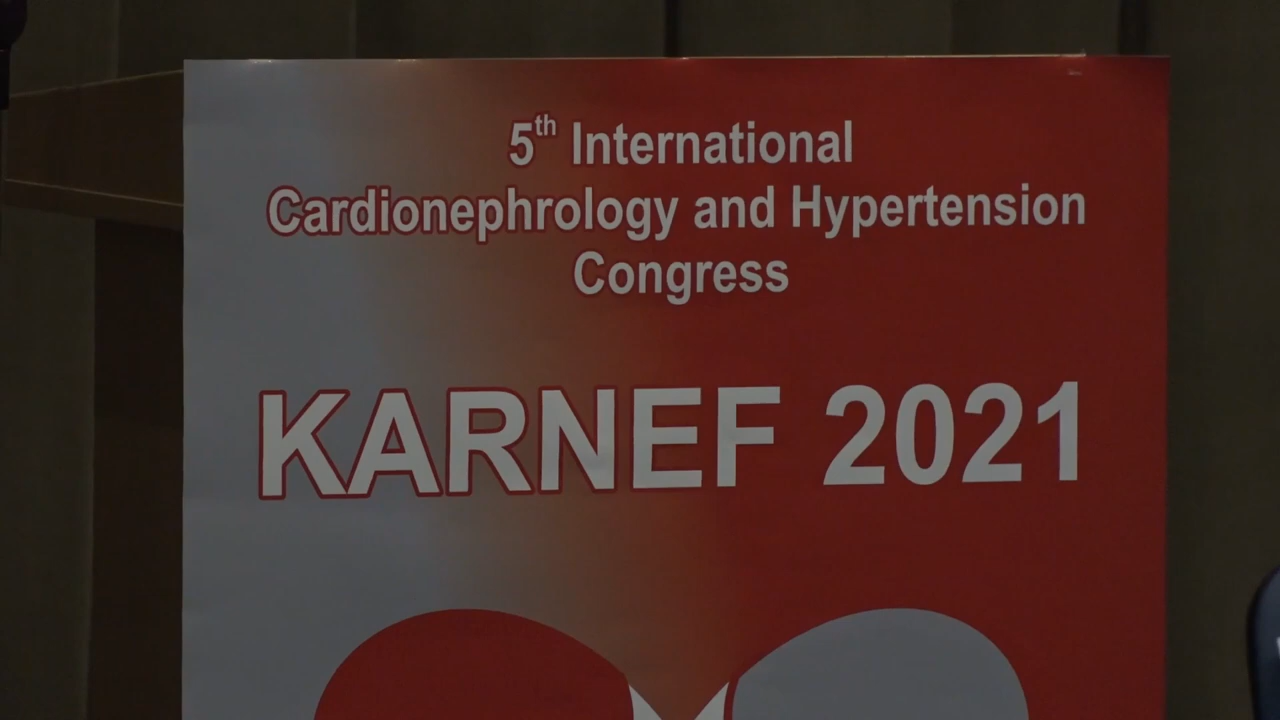 5th International
Cardionephrology and Hypertension
Congress
KARNEF 2021